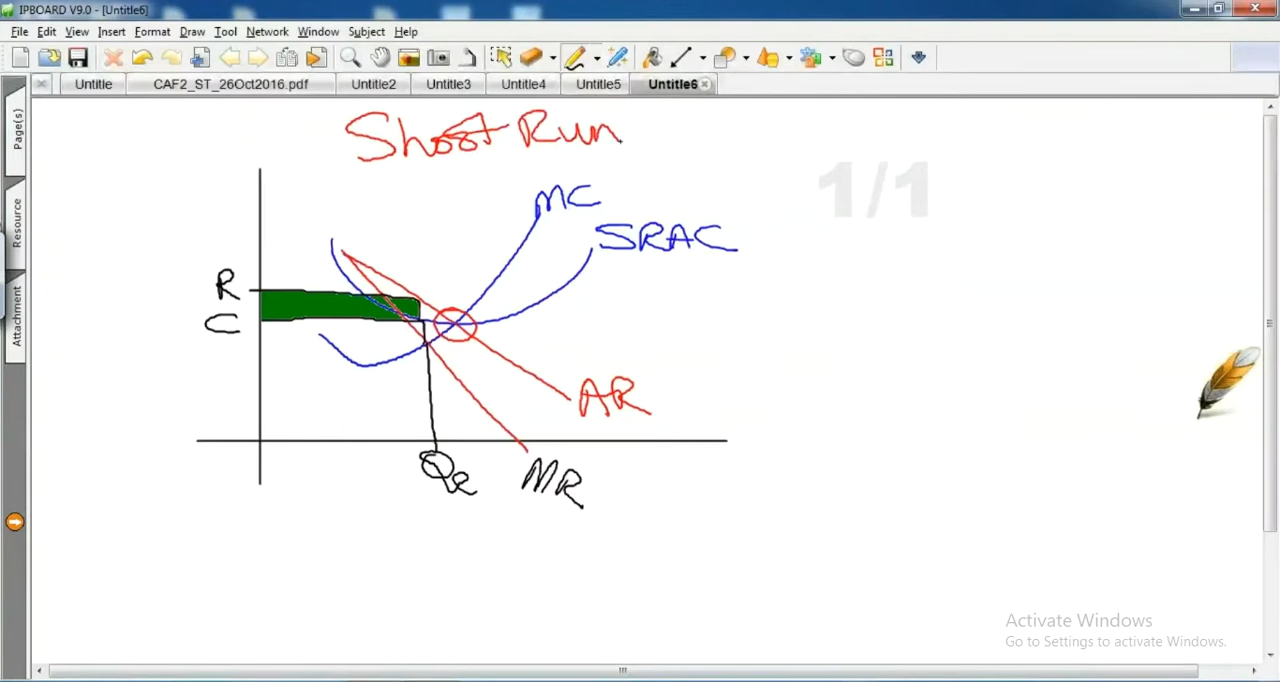 IPBOARD V9.0 - [Untitle6]
File Edit View Insert Format Draw Tool Network Window Subject Help
Untitle CAF2_ST_26Oct2016.pdf Untitle2 Untitle3 Untitle4 Untitle5 Untitle6
Page(s)
Resource
Attachment
Short Run
1/1
MC
SRAC
R
C
AR
QE
MR
Activate Windows
Go to Settings to activate Windows.